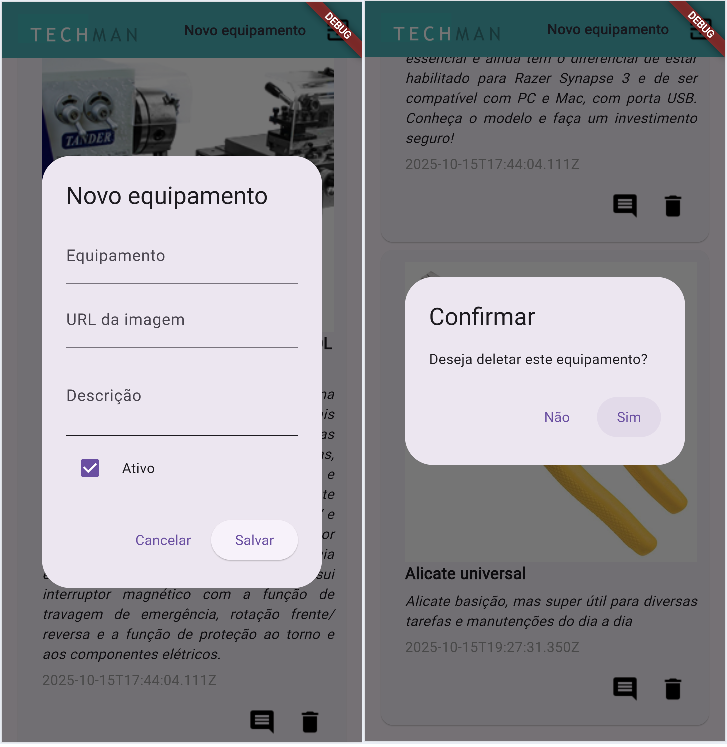 TECHMAN
Novo equipamento
DEBUG
TANDER
Novo equipamento
Equipamento
URL da imagem
Descrição
Ativo
Cancelar
Salvar
interruptor magnético com a função de
travagem de emergência, rotação frente/
reversa e a função de proteção ao torno e
aos componentes elétricos.
2025-10-15T17:44:04.111Z
TECHMAN
Novo equipamento
DEBUG
essencial e ainda tem o diferencial de estar
habilitado para Razer Synapse 3 e de ser
compatível com PC e Mac, com porta USB.
Conheça o modelo e faça um investimento
seguro!
2025-10-15T17:44:04.111Z
Confirmar
Deseja deletar este equipamento?
Não
Sim
Alicate universal
Alicate basição, mas super útil para diversas
tarefas e manutenções do dia a dia
2025-10-15T19:27:31.350Z